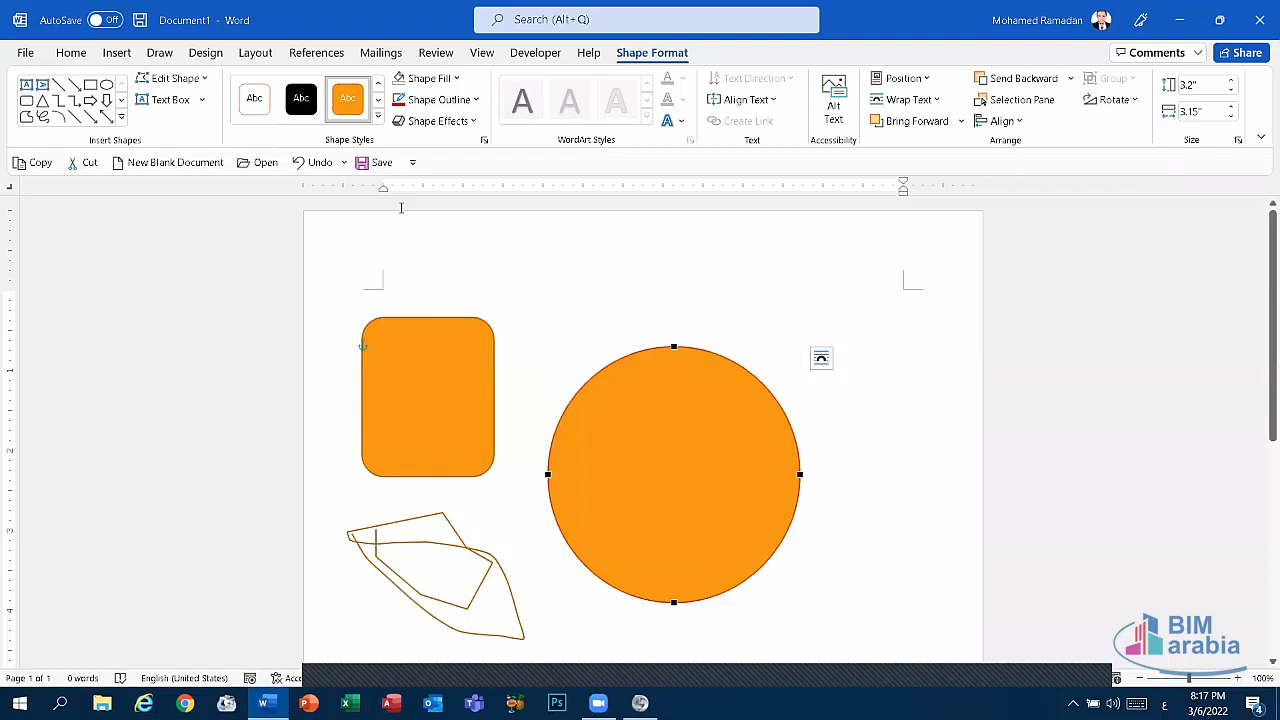 AutoSave Off Document1 - Word Search (Alt+Q) Mohamed Ramadan
File Home Insert Draw Design Layout References Mailings Review View Developer Help Shape Format Comments Share
Edit Shape Abc Abc Abc Shape Fill A A A Text Direction Position Send Backward Group 3.2"
Text Box Shape Outline Align Text Alt Text Wrap Text Selection Pane Rotate
Shape Effects Create Link Bring Forward Align 3.15"
Insert Shapes Shape Styles WordArt Styles Text Accessibility Arrange Size
Copy Cut New Blank Document Open Undo Save
1
2
3
4
BIM
arabia
Page 1 of 1 0 words English (United States) Acce 100%
8:17 PM
3/6/2022